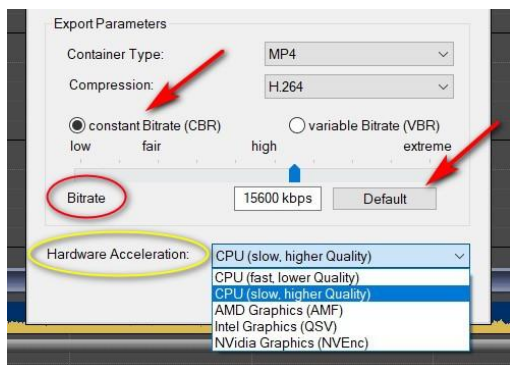 Export Parameters
Container Type: MP4
Compression: H.264
constant Bitrate (CBR) variable Bitrate (VBR)
low fair high extreme
Bitrate 15600 kbps Default
Hardware Acceleration: CPU (slow, higher Quality)
CPU (fast, lower Quality)
CPU (slow, higher Quality)
AMD Graphics (AMF)
Intel Graphics (QSV)
NVidia Graphics (NVEnc)